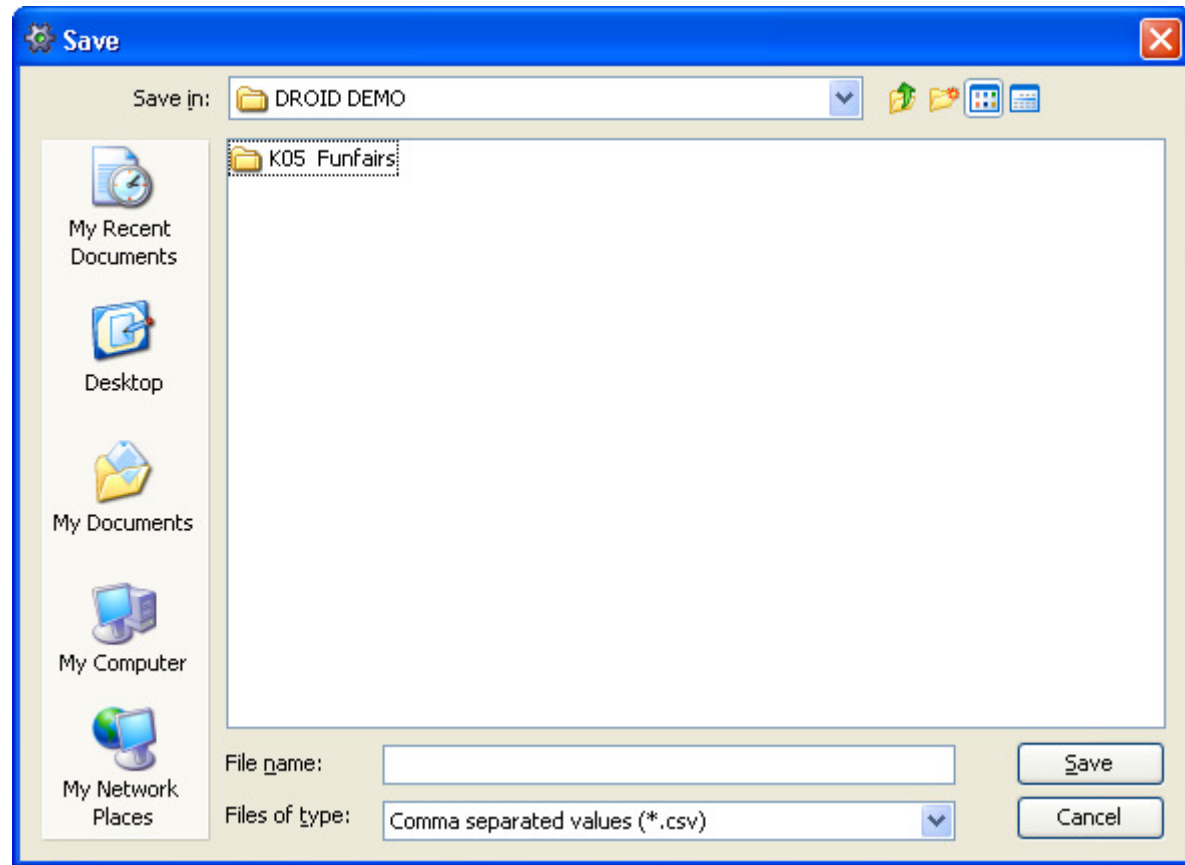 Save
Save in:
DROID DEMO
K05 Funfairs
My Recent
Documents
Desktop
My Documents
My Computer
My Network
Places
File name:
Save
Files of type:
Comma separated values (*.csv)
Cancel